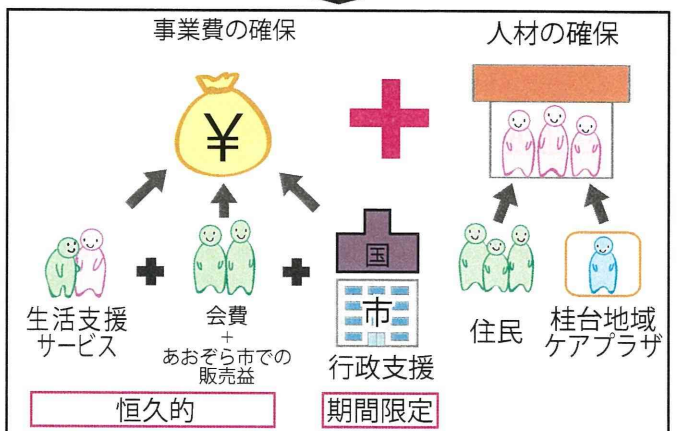 事業費の確保
人材の確保
¥
国
市
生活支援
サービス
会費
+
あおぞら市での
販売益
行政支援
住民
桂台地域
ケアプラザ
恒久的
期間限定